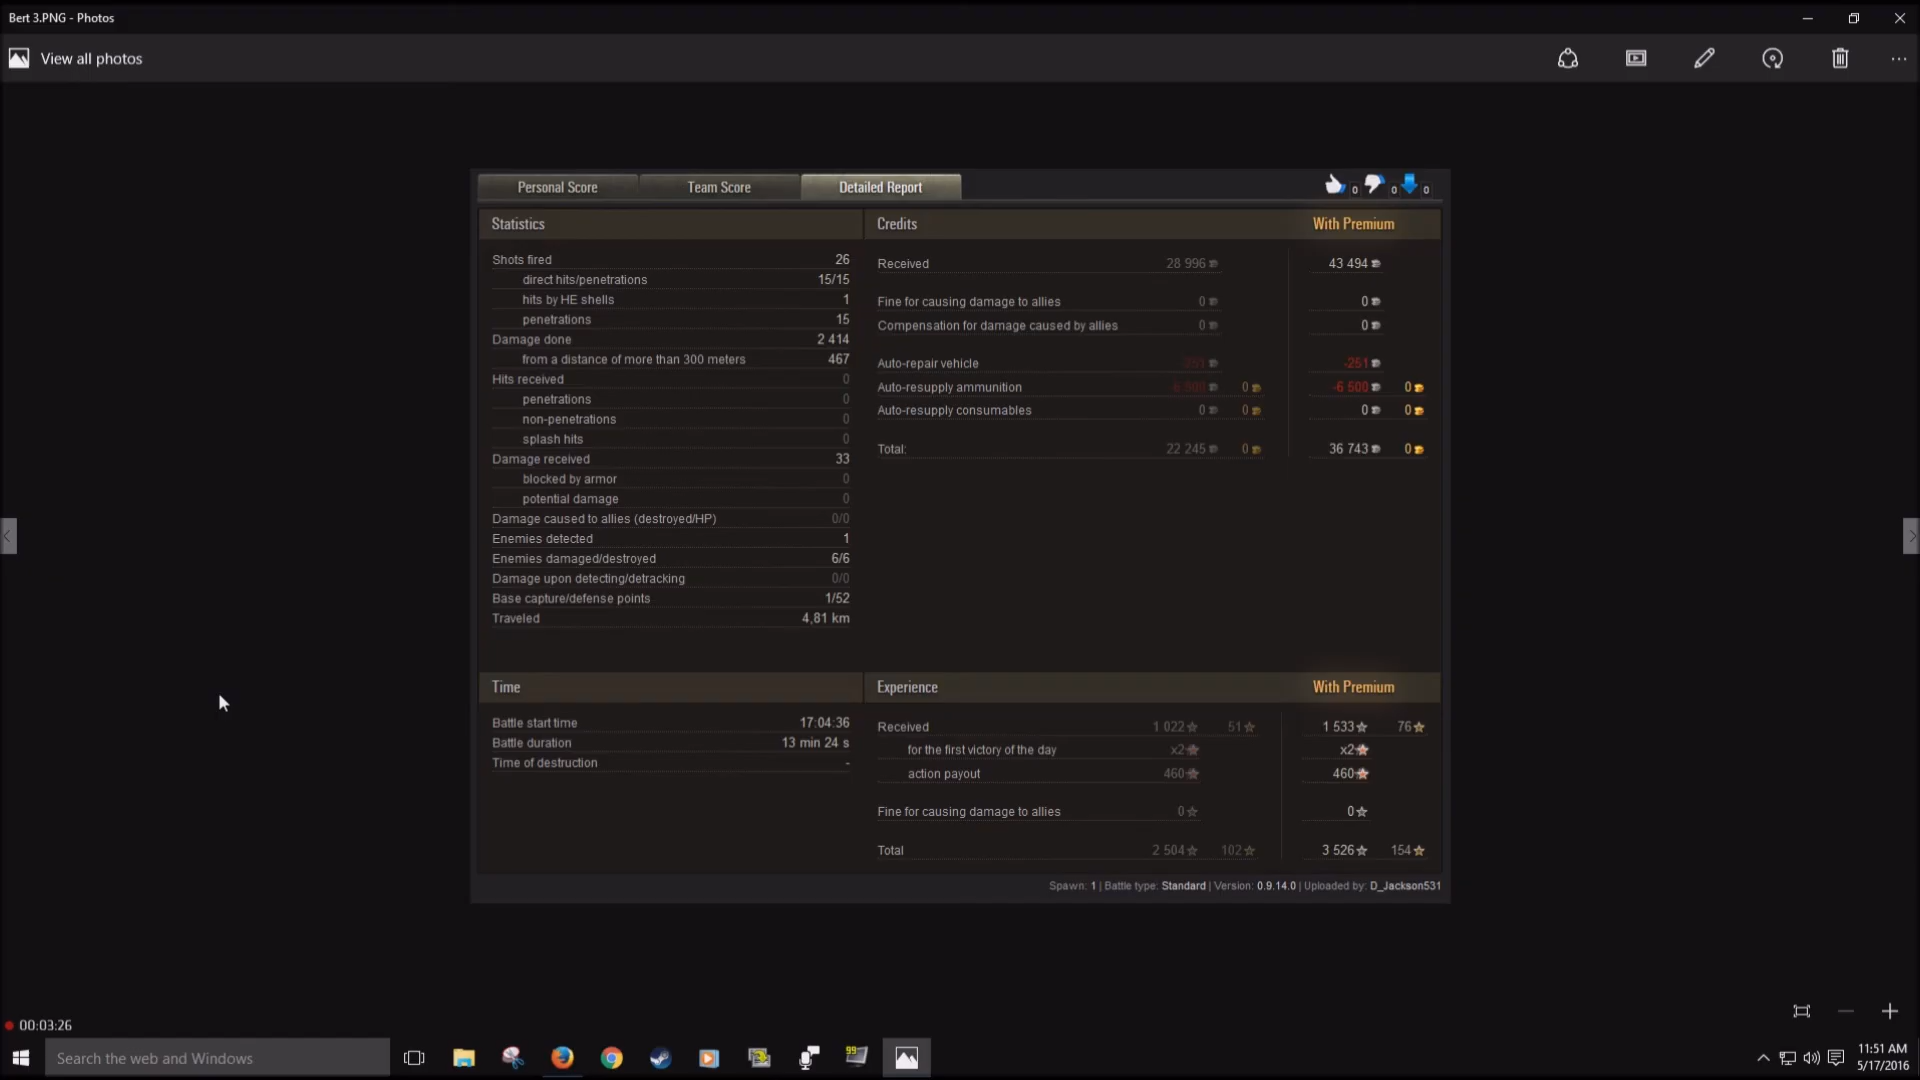 Bert 3.PNG - Photos
View all photos
Personal Score Team Score Detailed Report 0 0 0
Statistics
Shots fired 26
direct hits/penetrations 15/15
hits by HE shells 1
penetrations 15
Damage done 2 414
from a distance of more than 300 meters 467
Hits received 0
penetrations 0
non-penetrations 0
splash hits 0
Damage received 33
blocked by armor 0
potential damage 0
Damage caused to allies (destroyed/HP) 0/0
Enemies detected 1
Enemies damaged/destroyed 6/6
Damage upon detecting/detracking 0/0
Base capture/defense points 1/52
Traveled 4,81 km
Credits With Premium
Received 28 996 43 494
Fine for causing damage to allies 0 0
Compensation for damage caused by allies 0 0
Auto-repair vehicle -251 -251
Auto-resupply ammunition -6 500 0 -6 500 0
Auto-resupply consumables 0 0 0 0
Total: 22 245 0 36 743 0
Time
Battle start time 17:04:36
Battle duration 13 min 24 s
Time of destruction -
Experience With Premium
Received 1 022 51 1 533 76
for the first victory of the day x2 x2
action payout 460 460
Fine for causing damage to allies 0 0
Total 2 504 102 3 526 154
Spawn: 1 | Battle type: Standard | Version: 0.9.14.0 | Uploaded by: D_Jackson531
00:03:26
Search the web and Windows
99
11:51 AM
5/17/2016